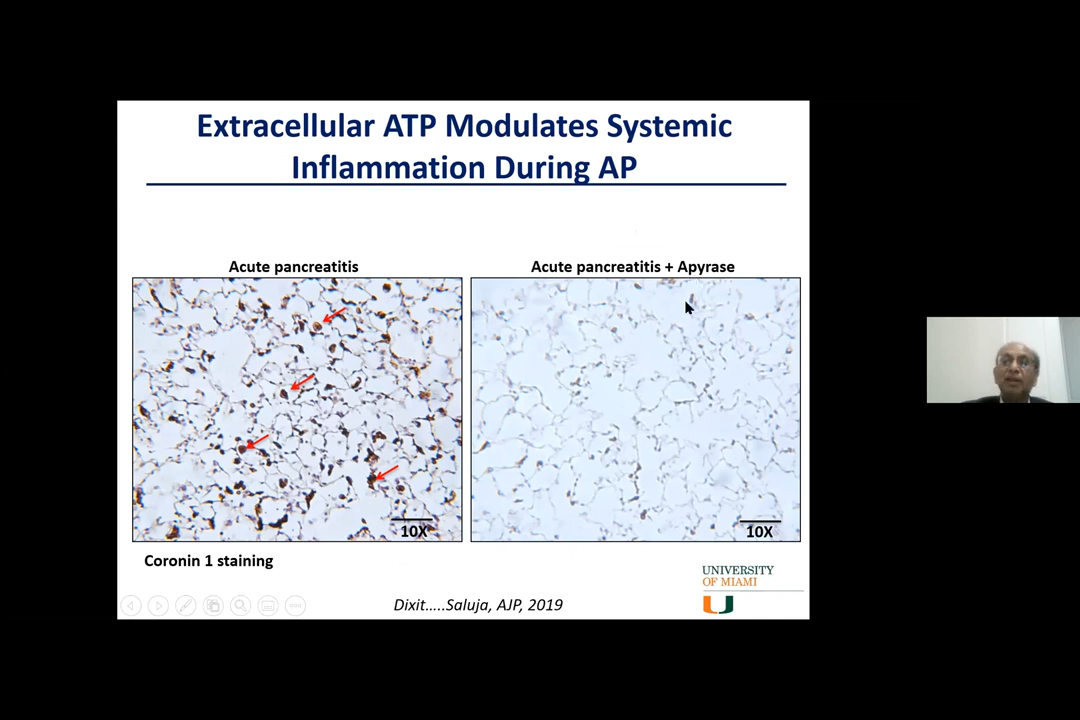 Extracellular ATP Modulates Systemic
Inflammation During AP
Acute pancreatitis
Acute pancreatitis + Apyrase
10X
10X
Coronin 1 staining
UNIVERSITY
OF MIAMI
Dixit.....Saluja, AJP, 2019